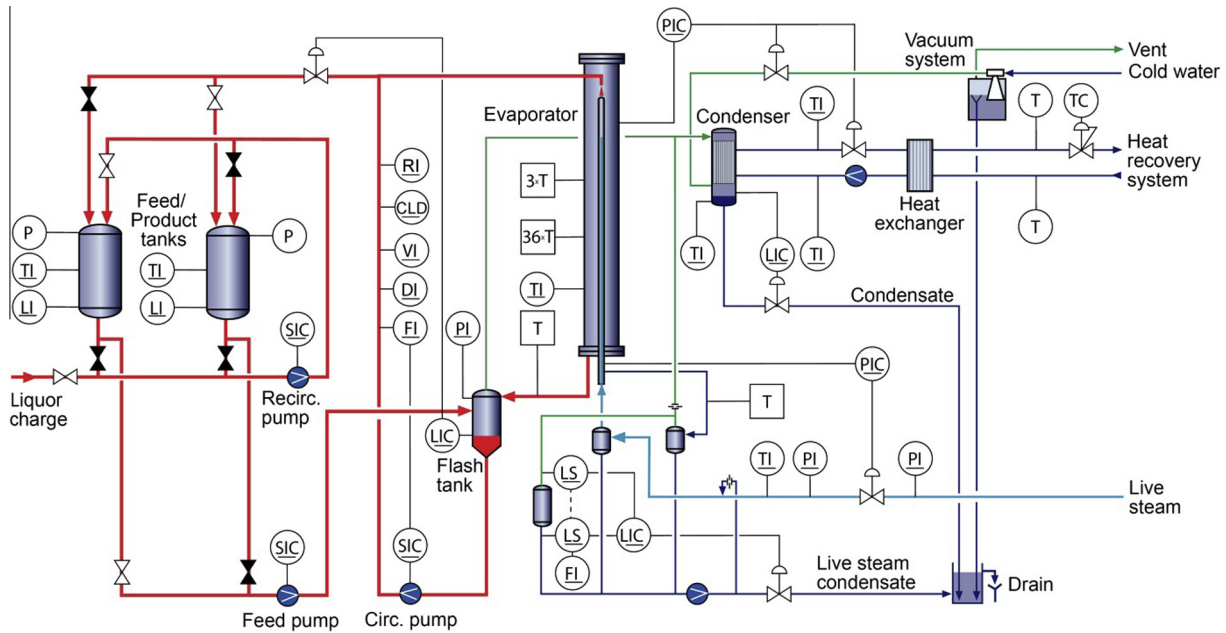 PIC
Vacuum
system
Vent
Cold water
Evaporator
Condenser
TI
T
TC
RI
3×T
Heat
recovery
system
Feed/
Product
tanks
CLD
Heat
exchanger
P
P
36×T
T
VI
TI
LIC
TI
TI
TI
DI
TI
LI
LI
Condensate
SIC
FI
PI
T
PIC
Liquor
charge
Recirc.
pump
T
LIC
Flash
tank
LS
TI
PI
PI
Live
steam
SIC
SIC
LS
LIC
FI
Live steam
condensate
Drain
Feed pump
Circ. pump